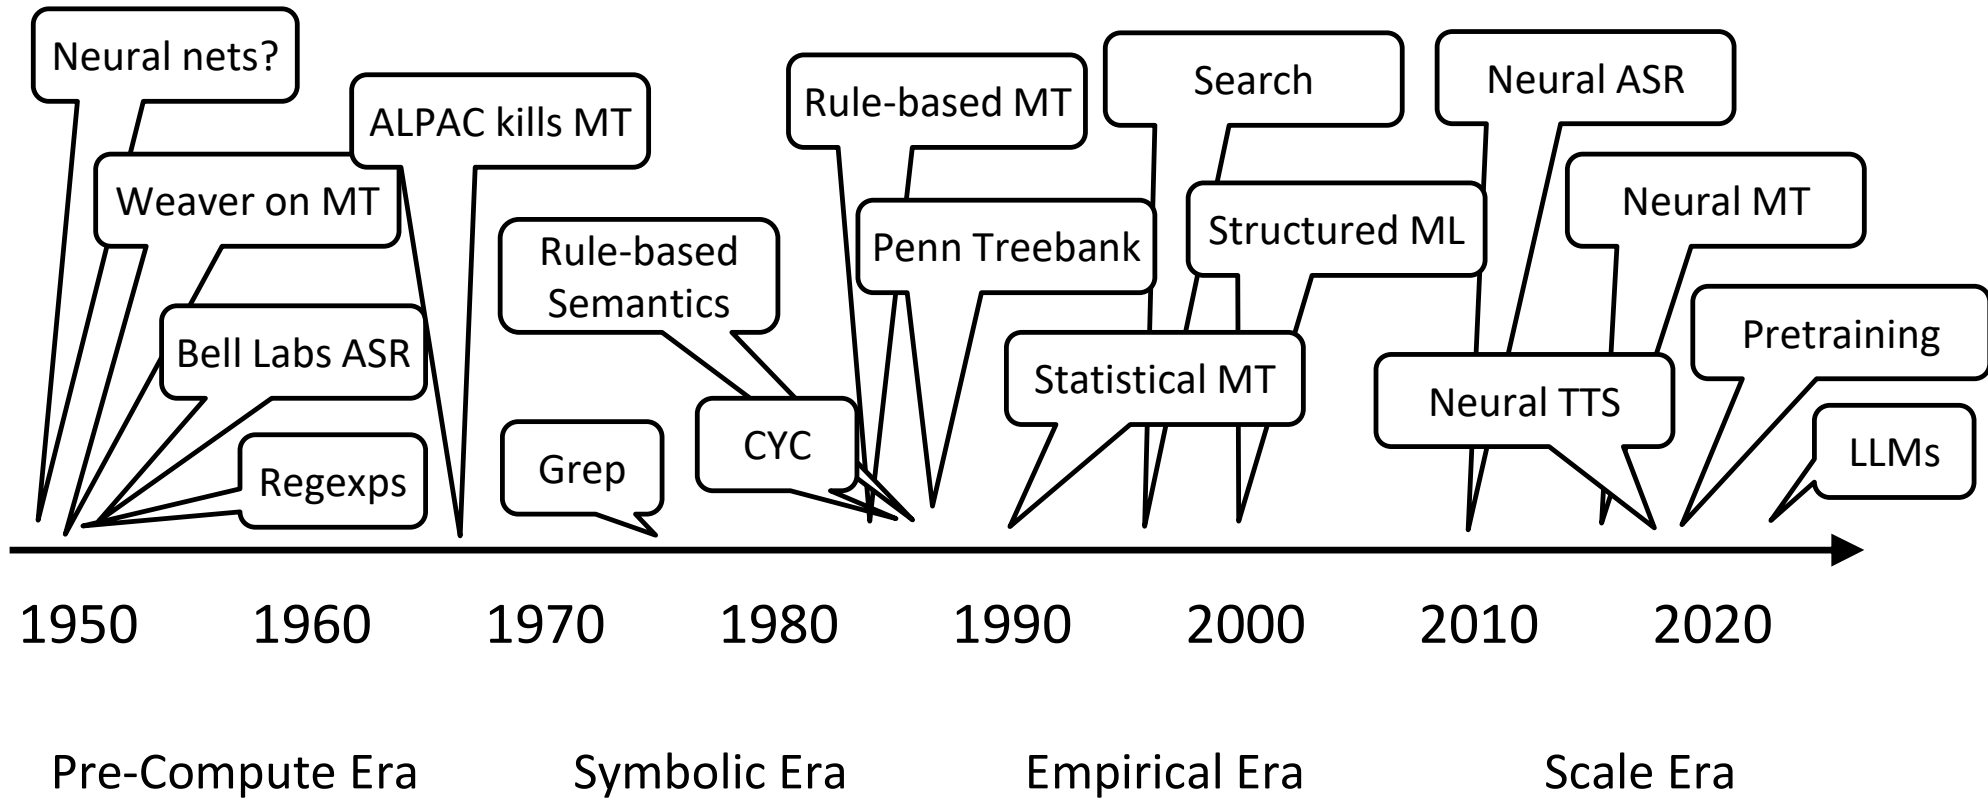 Neural nets?
ALPAC kills MT
Weaver on MT
Bell Labs ASR
Regexps
Rule-based
Semantics
Grep
CYC
Rule-based MT
Penn Treebank
Statistical MT
Search
Structured ML
Neural ASR
Neural MT
Neural TTS
Pretraining
LLMs
1950 1960 1970 1980 1990 2000 2010 2020
Pre-Compute Era Symbolic Era Empirical Era Scale Era